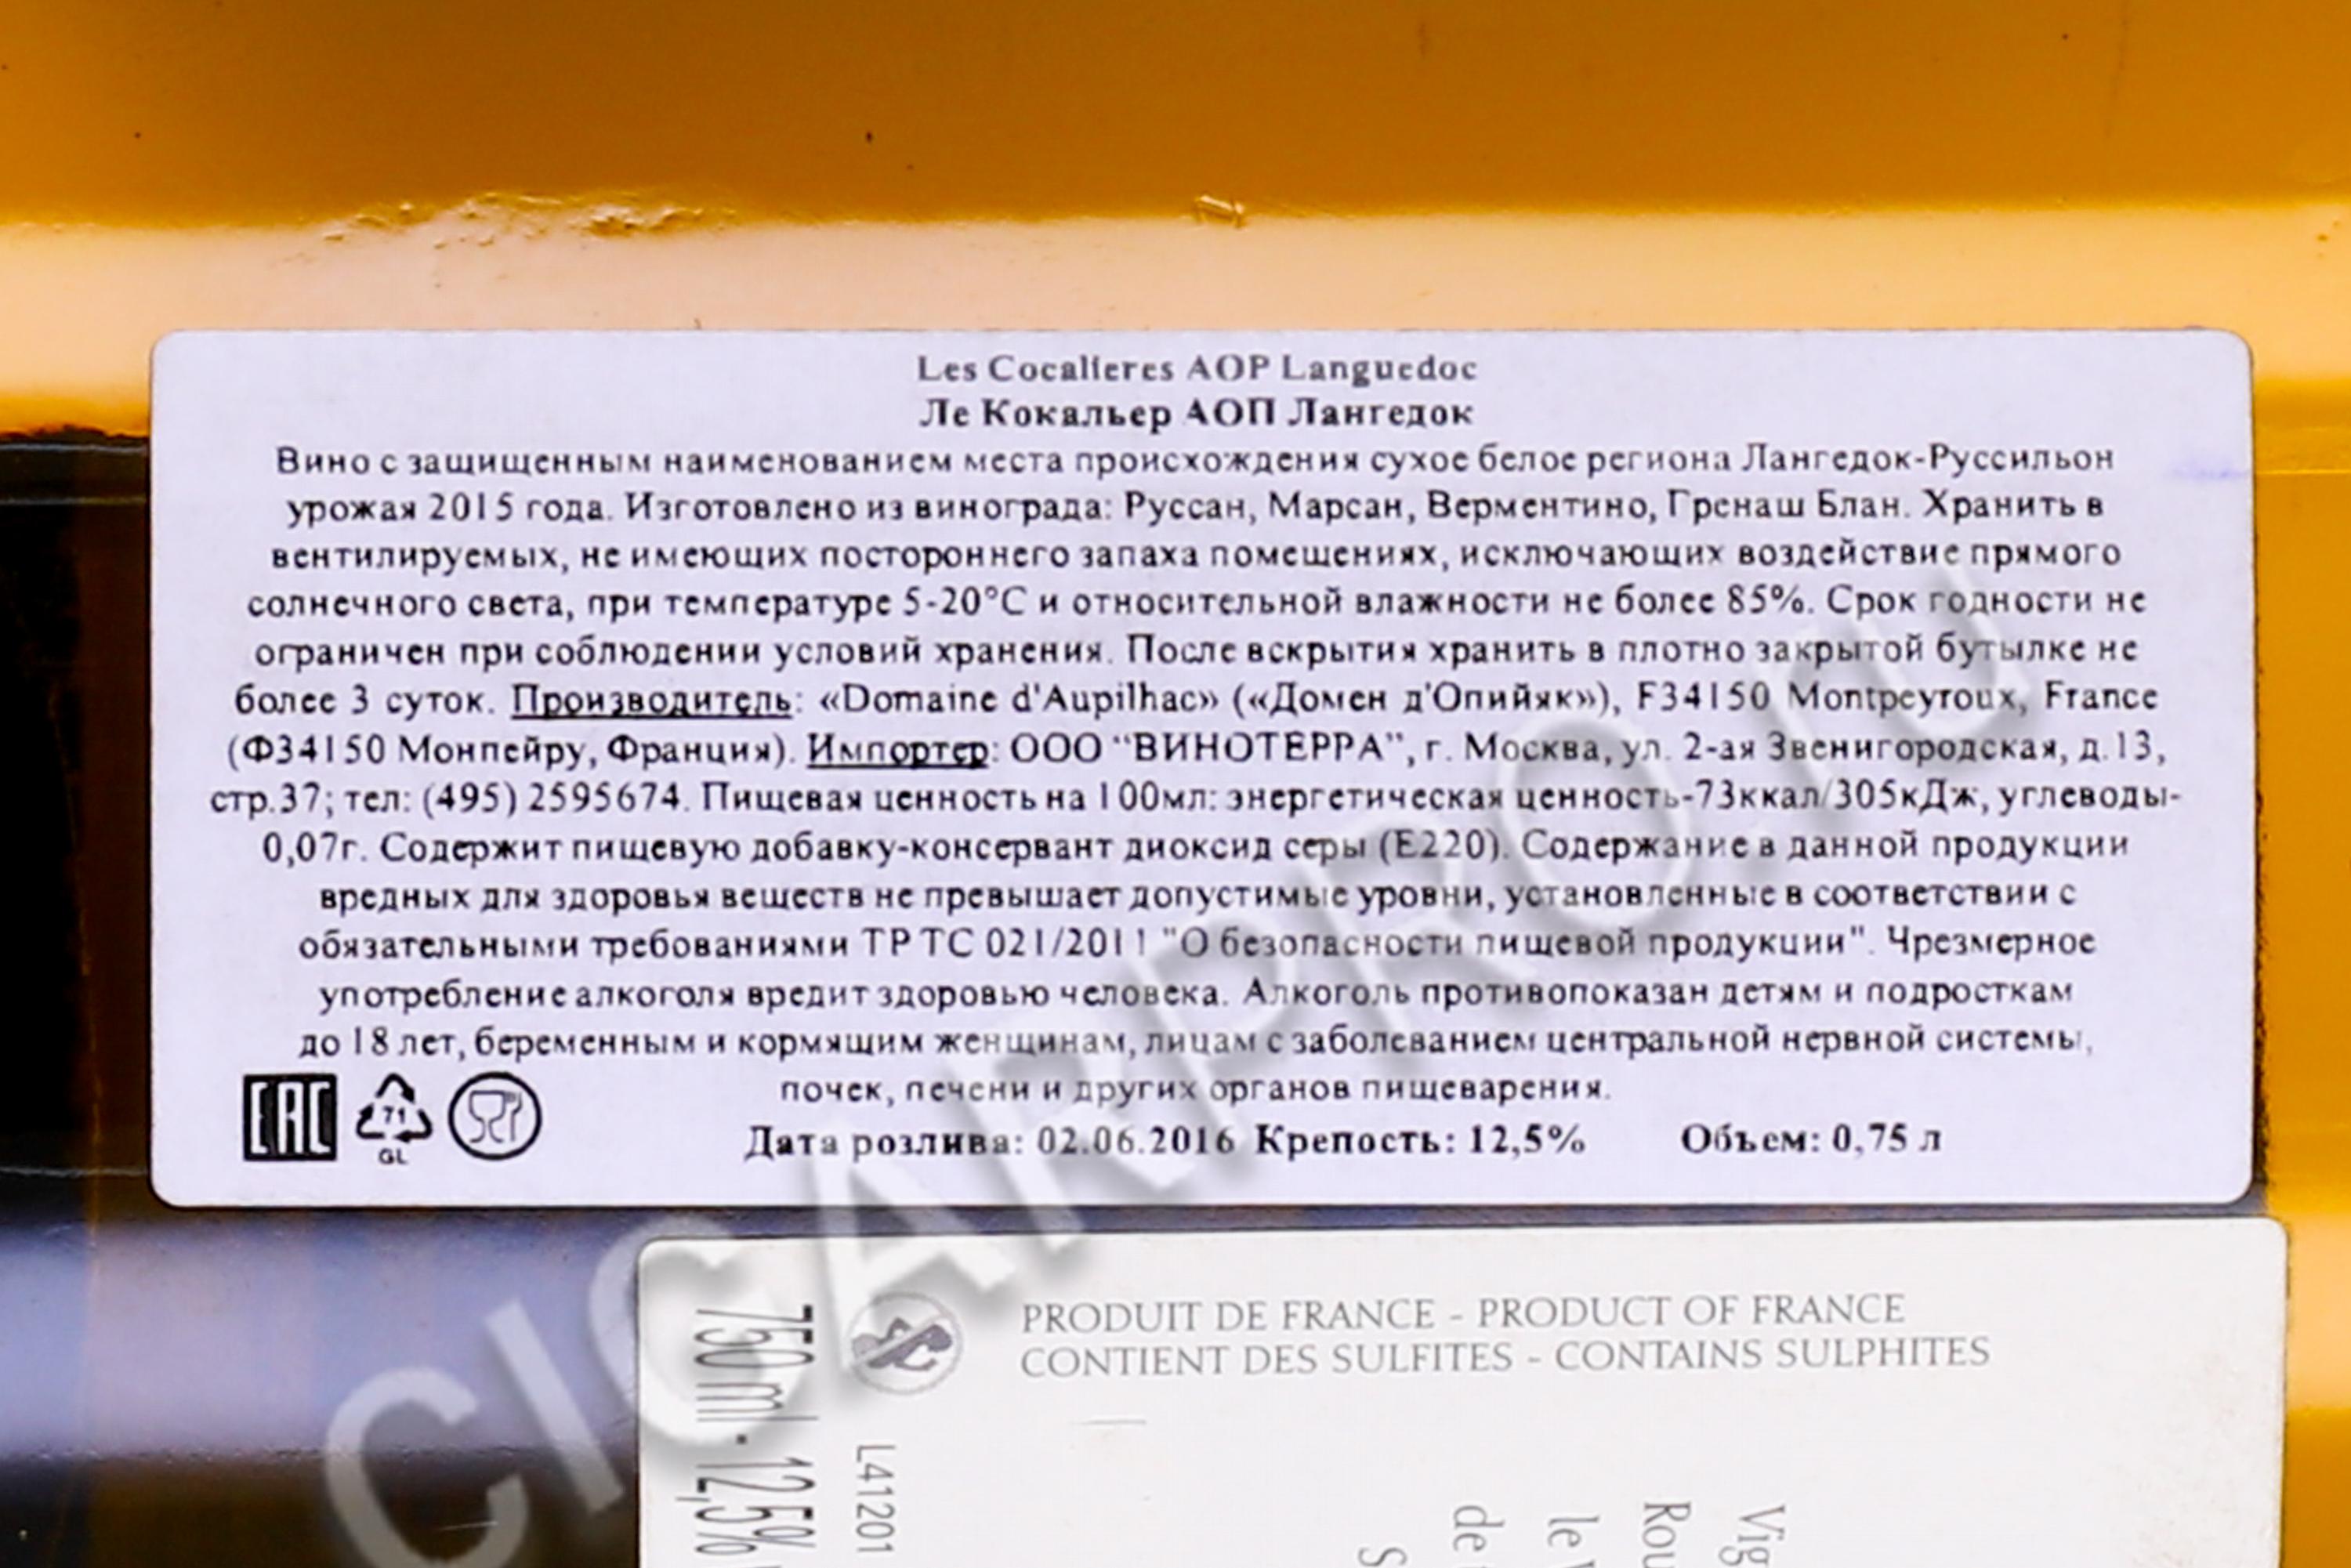 Les Cocalieres AOP Languedoc
Ле Кокальер АОП Лангедок
Вино с защищенным наименованием места происхождения сухое белое региона Лангедок-Руссильон
урожая 2015 года. Изготовлено из винограда: Руссан, Марсан, Верментино, Гренаш Блан. Хранить в
вентилируемых, не имеющих постороннего запаха помещениях, исключающих воздействие прямого
солнечного света, при температуре 5-20°С и относительной влажности не более 85%. Срок годности не
ограничен при соблюдении условий хранения. После вскрытия хранить в плотно закрытой бутылке не
более 3 суток. Производитель: «Domaine d'Aupilhac» («Домен д'Опийяк»), F34150 Montpeyroux, France
(Ф34150 Монпейру, Франция). Импортер: ООО "ВИНОТЕРРА", г. Москва, ул. 2-ая Звенигородская, д.13,
стр.37; тел: (495) 2595674. Пищевая ценность на 100мл: энергетическая ценность-73ккал/305кДж, углеводы-
0,07г. Содержит пищевую добавку-консервант диоксид серы (Е220). Содержание в данной продукции
вредных для здоровья веществ не превышает допустимые уровни, установленные в соответствии с
обязательными требованиями ТР ТС 021/2011 "О безопасности пищевой продукции". Чрезмерное
употребление алкоголя вредит здоровью человека. Алкоголь противопоказан детям и подросткам
до 18 лет, беременным и кормящим женщинам, лицам с заболеванием центральной нервной системы,
почек, печени и других органов пищеварения.
EAC
71
GL
Дата розлива: 02.06.2016 Крепость: 12,5% Объем: 0,75 л
PRODUIT DE FRANCE - PRODUCT OF FRANCE
CONTIENT DES SULFITES - CONTAINS SULPHITES
750 ml · 12,5%
L41201
Vig
Rou
le
de
S
CIGARPRO.ru